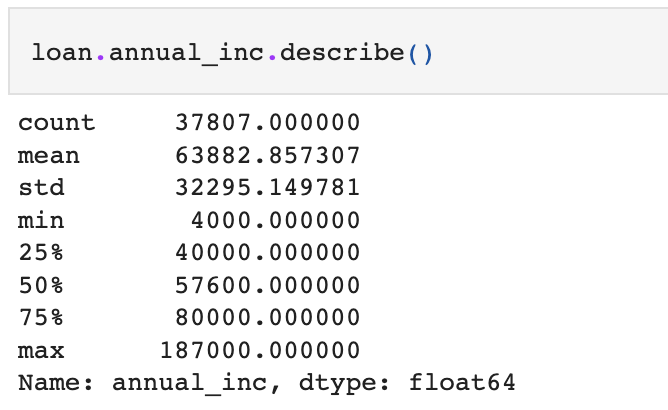 loan.annual_inc.describe()
count     37807.000000
mean      63882.857307
std       32295.149781
min        4000.000000
25%       40000.000000
50%       57600.000000
75%       80000.000000
max      187000.000000
Name: annual_inc, dtype: float64